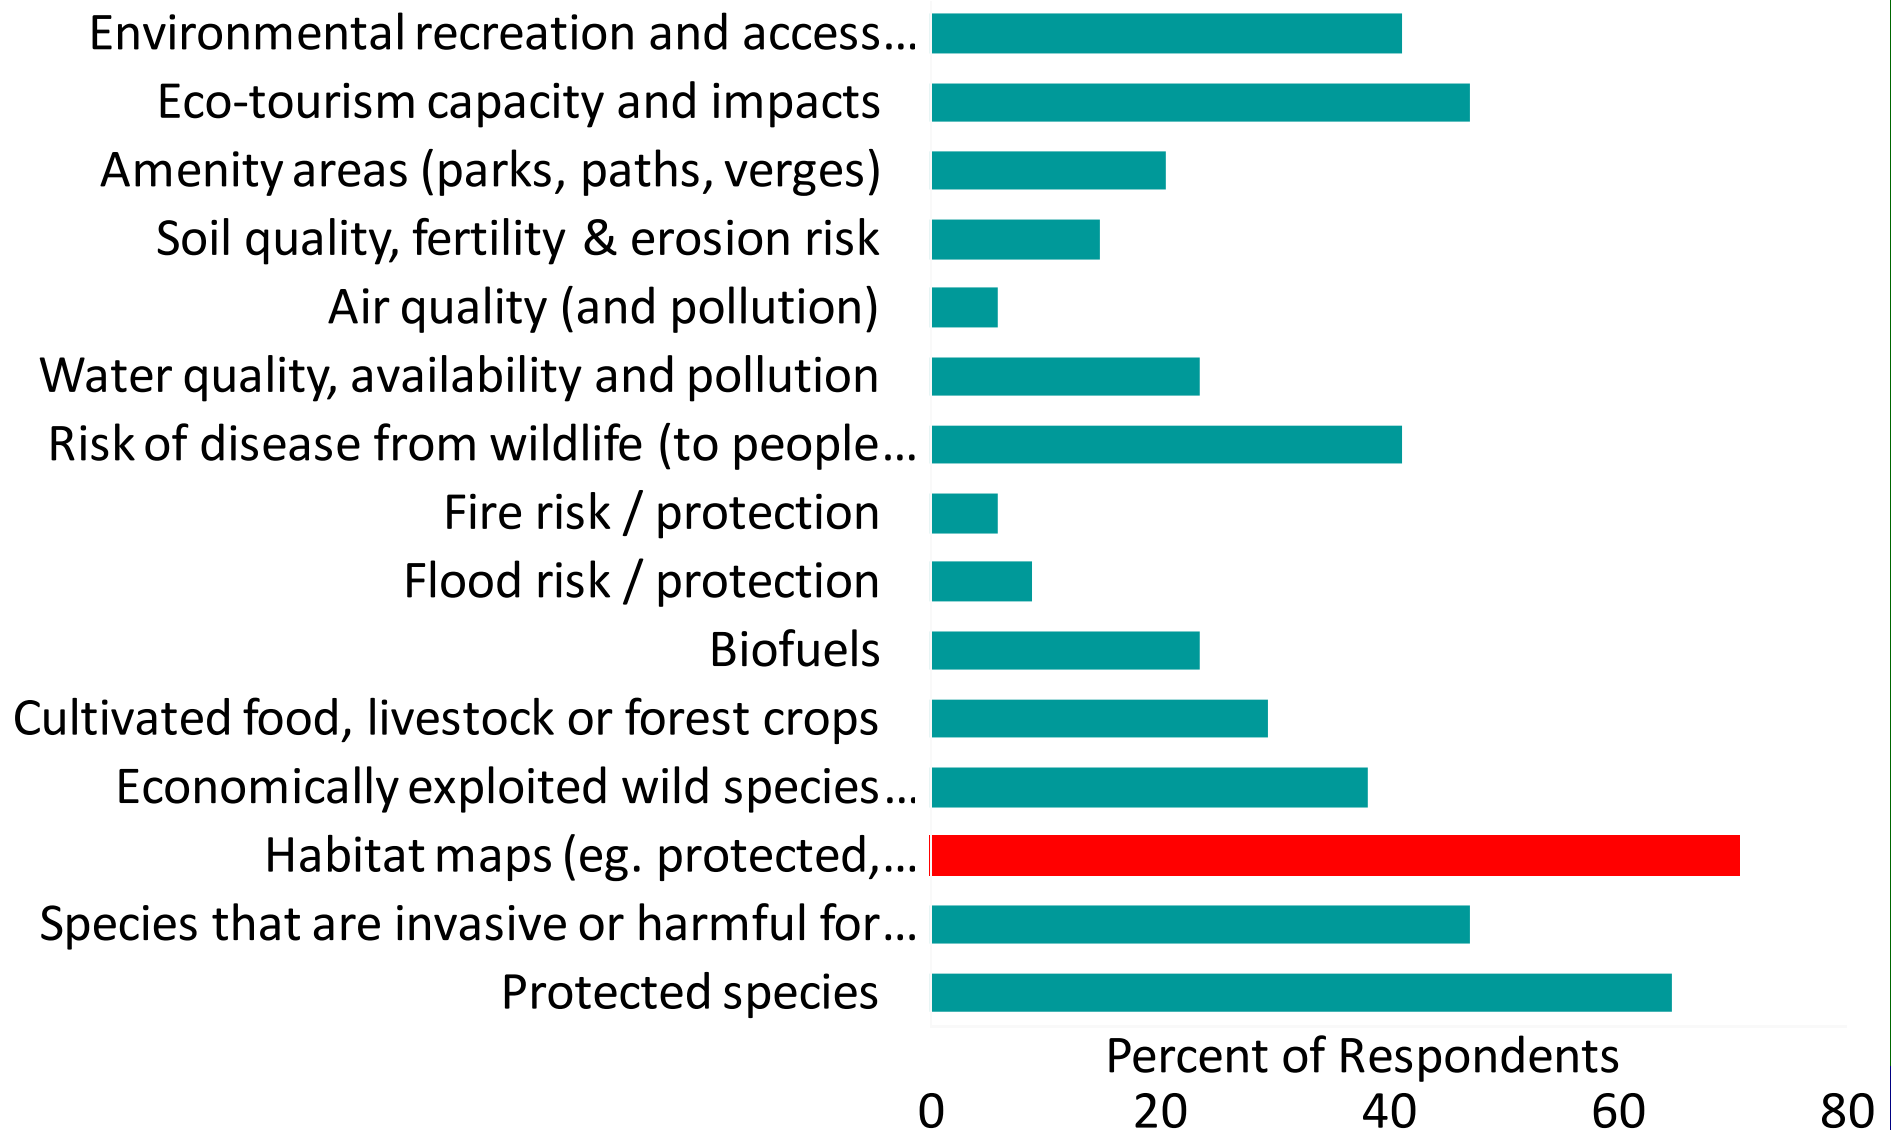 Environmental recreation and access…
Eco-tourism capacity and impacts
Amenity areas (parks, paths, verges)
Soil quality, fertility & erosion risk
Air quality (and pollution)
Water quality, availability and pollution
Risk of disease from wildlife (to people…
Fire risk / protection
Flood risk / protection
Biofuels
Cultivated food, livestock or forest crops
Economically exploited wild species…
Habitat maps (eg. protected,…
Species that are invasive or harmful for…
Protected species
Percent of Respondents
0 20 40 60 80